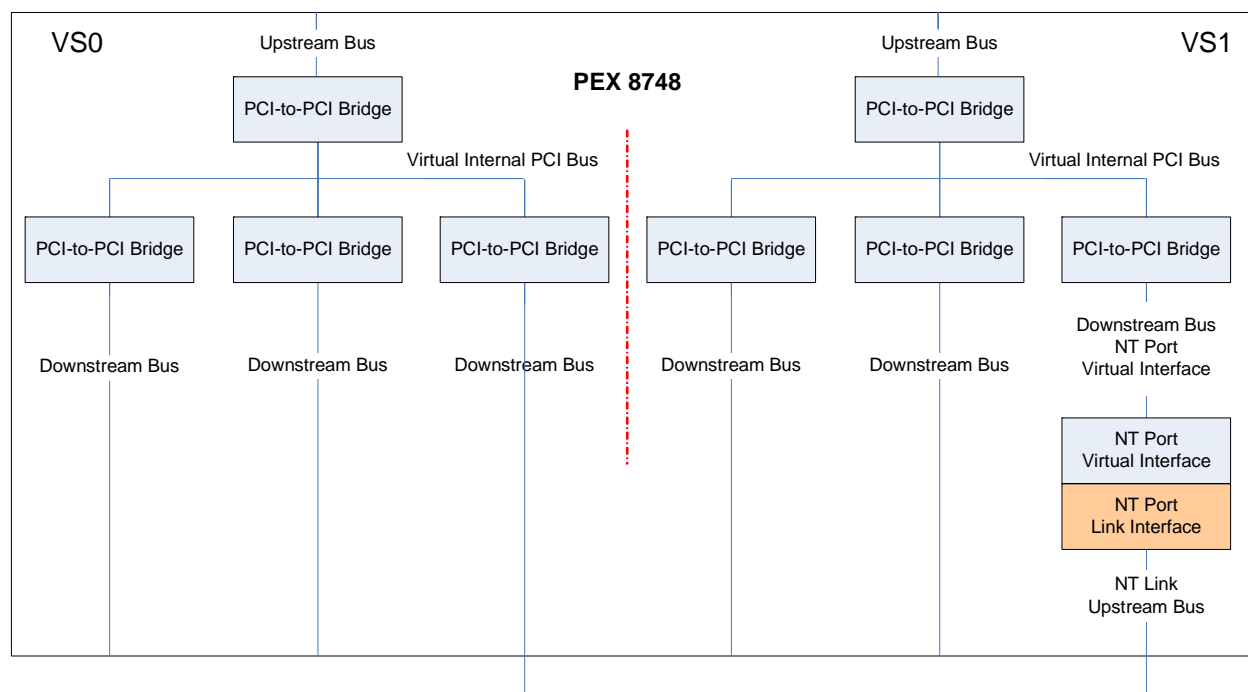 VS0
Upstream Bus
PCI-to-PCI Bridge
PEX 8748
VS1
Upstream Bus
PCI-to-PCI Bridge
Virtual Internal PCI Bus
Virtual Internal PCI Bus
PCI-to-PCI Bridge
PCI-to-PCI Bridge
PCI-to-PCI Bridge
PCI-to-PCI Bridge
PCI-to-PCI Bridge
PCI-to-PCI Bridge
Downstream Bus
Downstream Bus
Downstream Bus
Downstream Bus
Downstream Bus
Downstream Bus
NT Port
Virtual Interface
NT Port
Virtual Interface
NT Port
Link Interface
NT Link
Upstream Bus